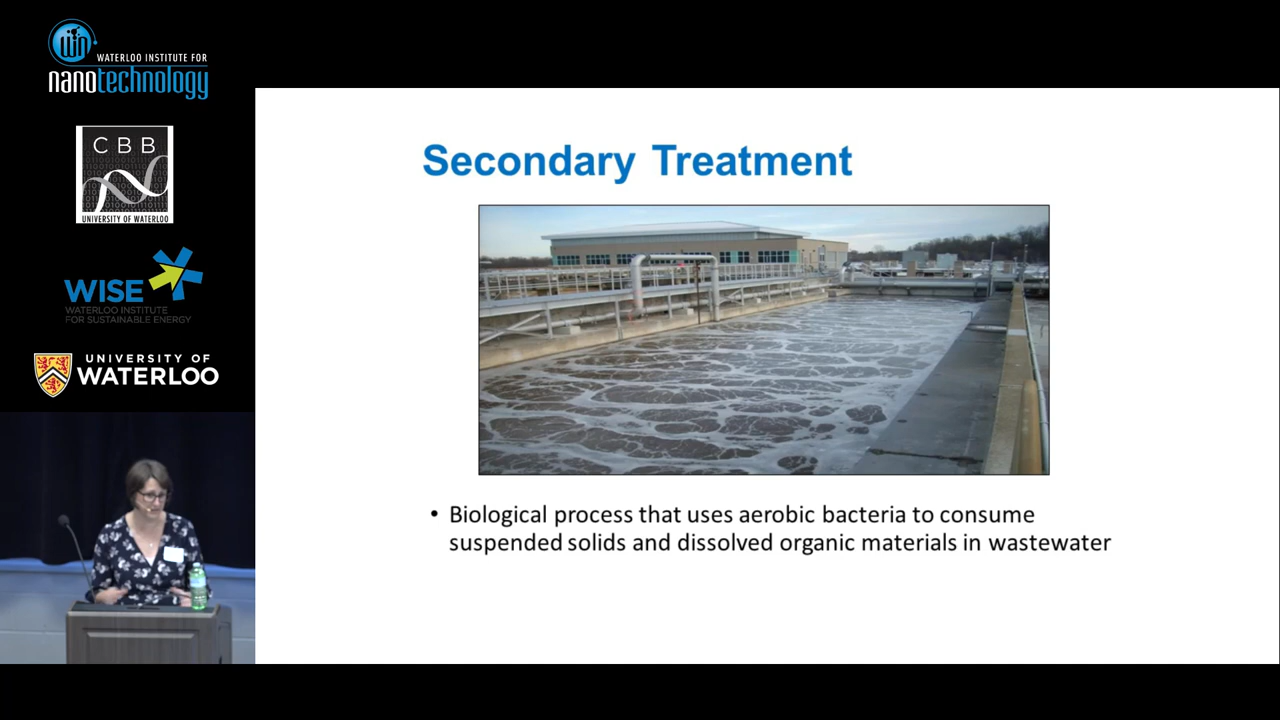 WATERLOO INSTITUTE FOR
nanotechnology
CBB
UNIVERSITY OF WATERLOO
WISE
WATERLOO INSTITUTE
FOR SUSTAINABLE ENERGY
UNIVERSITY OF
WATERLOO
Secondary Treatment
• Biological process that uses aerobic bacteria to consume
suspended solids and dissolved organic materials in wastewater